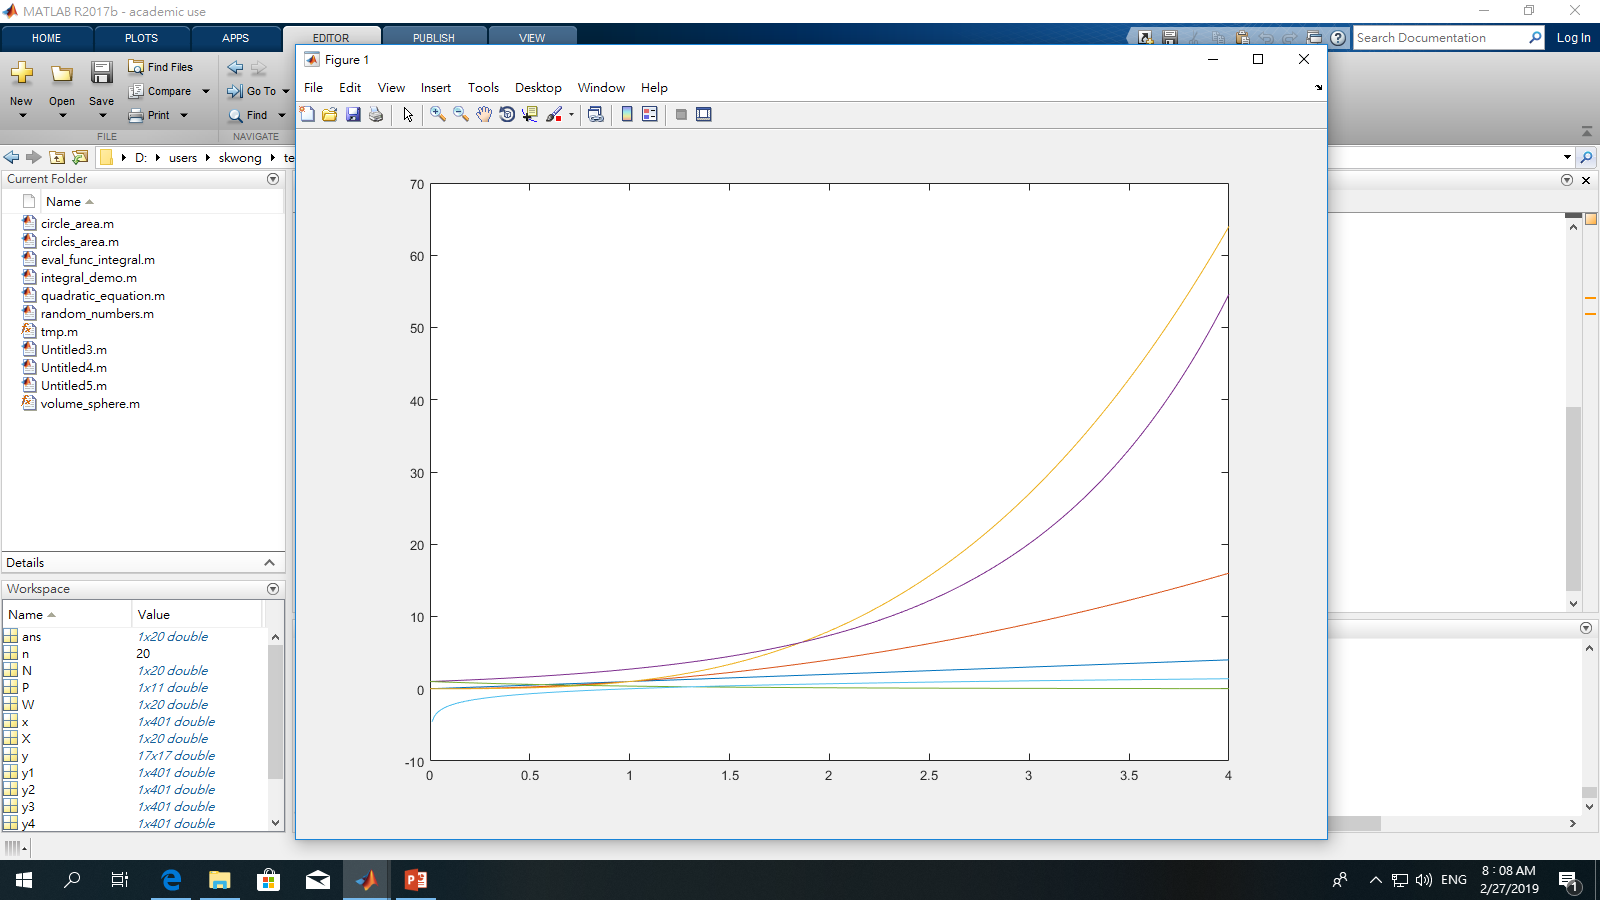 MATLAB R2017b - academic use
HOME PLOTS APPS EDITOR PUBLISH VIEW
Search Documentation
Log In
New
Open
Save
Find Files
Compare
Print
FILE
Go To
Find
NAVIGATE
D: users skwong te
Current Folder
Name
circle_area.m
circles_area.m
eval_func_integral.m
integral_demo.m
quadratic_equation.m
random_numbers.m
tmp.m
Untitled3.m
Untitled4.m
Untitled5.m
volume_sphere.m
Details
Workspace
Name Value
ans 1x20 double
n 20
N 1x20 double
P 1x11 double
W 1x20 double
x 1x401 double
X 1x20 double
y 17x17 double
y1 1x401 double
y2 1x401 double
y3 1x401 double
y4 1x401 double
Figure 1
File Edit View Insert Tools Desktop Window Help
70
60
50
40
30
20
10
0
-10
0 0.5 1 1.5 2 2.5 3 3.5 4
ENG
8:08 AM
2/27/2019
1